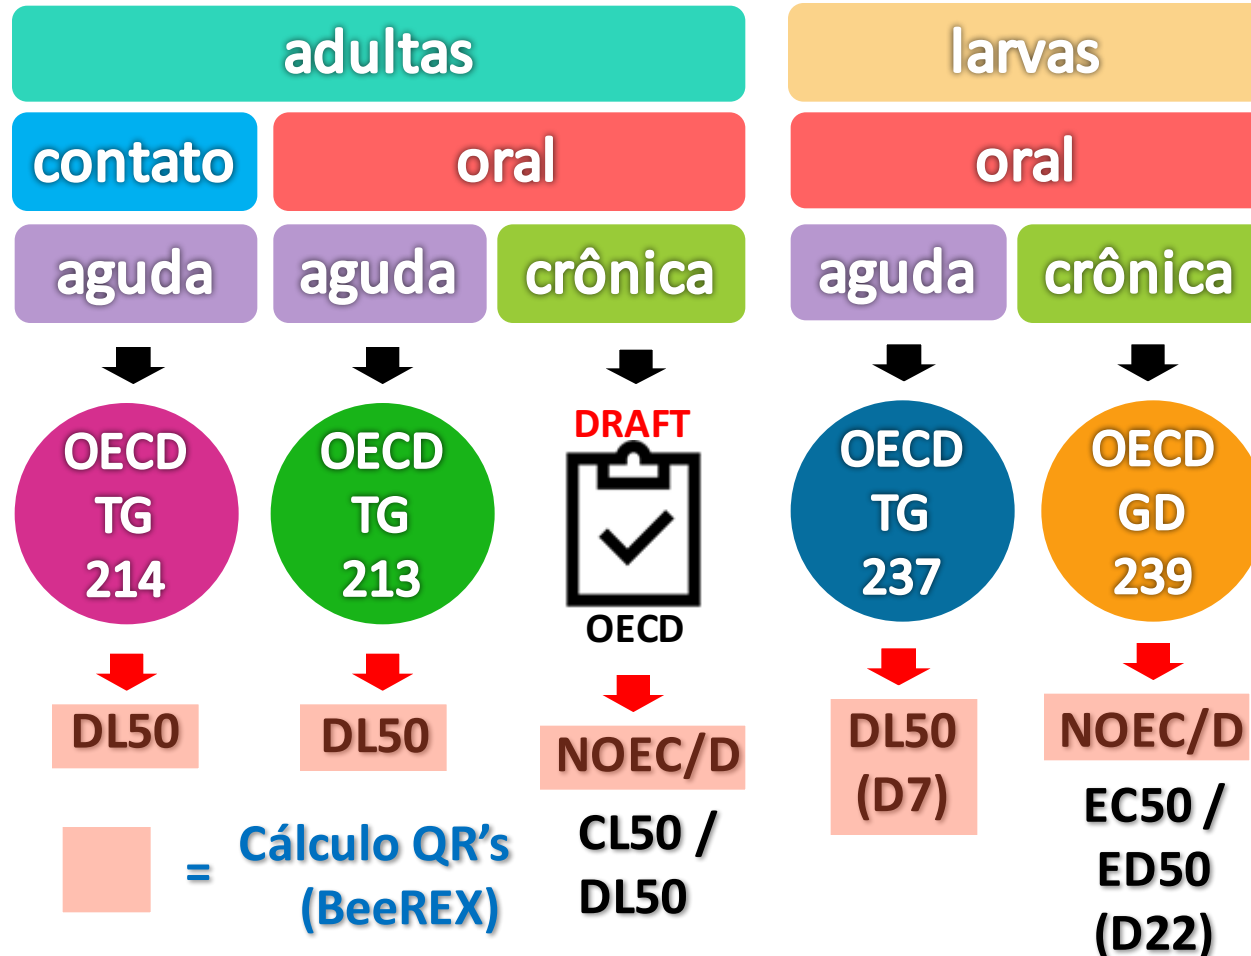 adultas
larvas
contato
oral
oral
aguda
aguda
crônica
aguda
crônica
OECD
TG
214
OECD
TG
213
DRAFT
OECD
OECD
TG
237
OECD
GD
239
DL50
DL50
NOEC/D
CL50 /
DL50
DL50
(D7)
NOEC/D
EC50 /
ED50
(D22)
= Cálculo QR's
(BeeREX)